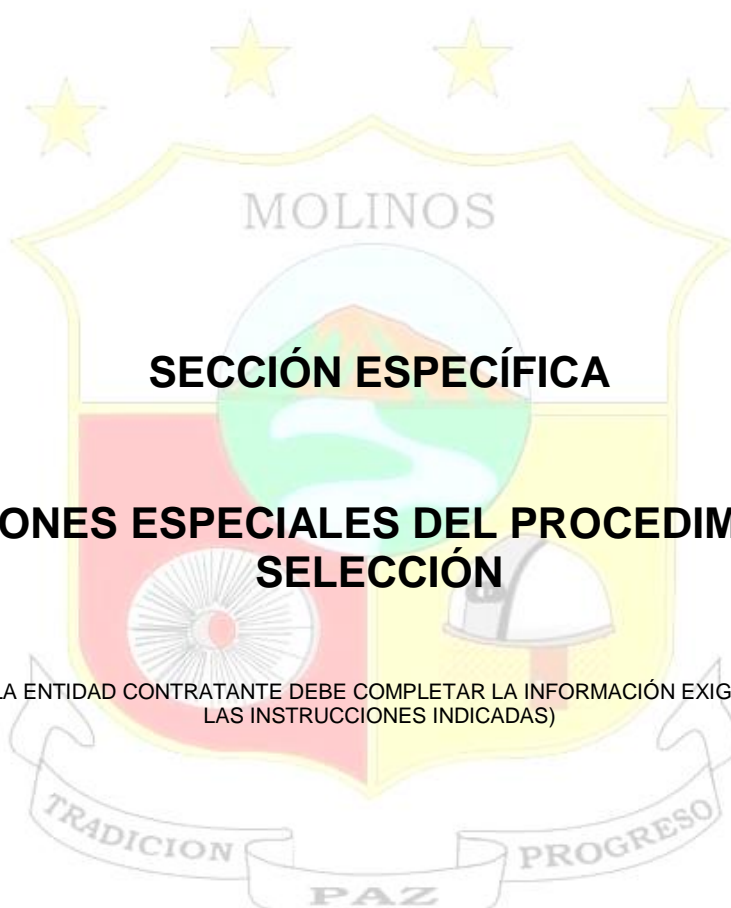 MOLINOS
SECCIÓN ESPECÍFICA
ONES ESPECIALES DEL PROCEDIM
SELECCIÓN
LA ENTIDAD CONTRATANTE DEBE COMPLETAR LA INFORMACIÓN EXIG
LAS INSTRUCCIONES INDICADAS)
TRADICION
PAZ
PROGRESO